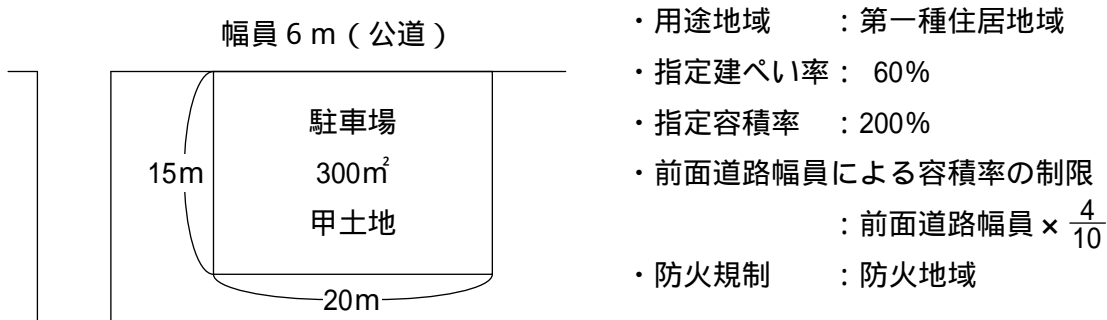 幅員６ｍ（公道）
駐車場
300㎡
甲土地
15m
20m
・用途地域　　：第一種住居地域
・指定建ぺい率： 60%
・指定容積率　：200%
・前面道路幅員による容積率の制限
：前面道路幅員 × 4/10
・防火規制　　：防火地域